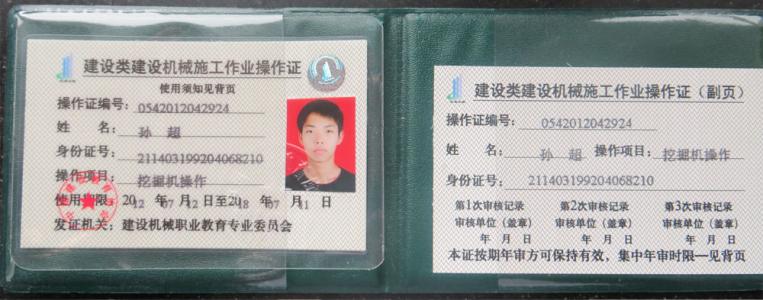 建设类建设机械施工作业操作证
使用须知见背页
操作证编号: 0542012042924
姓 名: 孙 超
身份证号: 211403199204068210
操作项目: 挖掘机操作
使用期限: 2012年07月12日至2018年07月11日
发证机关: 建设机械职业教育专业委员会
建设类建设机械施工作业操作证(副页)
操作证编号: 0542012042924
姓 名: 孙 超 操作项目: 挖掘机操作
身份证号: 211403199204068210
第1次审核记录 第2次审核记录 第3次审核记录
审核单位(盖章) 审核单位(盖章) 审核单位(盖章)
年 月 日 年 月 日 年 月 日
本证按期年审方可保持有效,集中年审时限—见背页